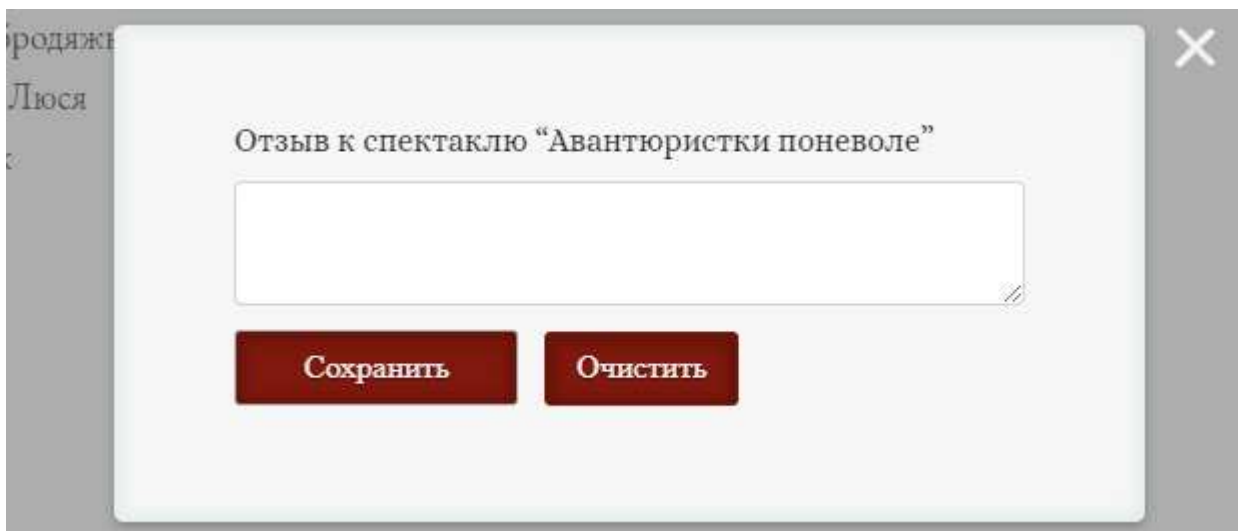 Люся
Отзыв к спектаклю “Авантюристки поневоле”
Сохранить
Очистить